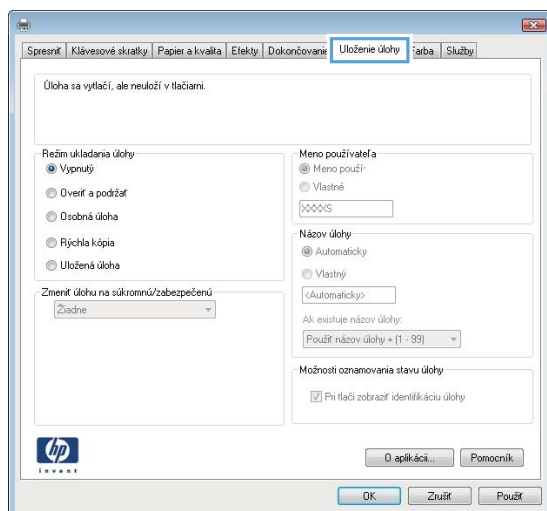 Spresniť Klávesové skratky Papier a kvalita Efekty Dokončovanie Uloženie úlohy Farba Služby
Úloha sa vytlačí, ale neuloží v tlačiarni.
Režim ukladania úlohy
Vypnutý
Overiť a podržať
Osobná úloha
Rýchla kópia
Uložená úloha
Zmeniť úlohu na súkromnú/zabezpečenú
Žiadne
Meno používateľa
Meno použí
Vlastné
XXXXS
Názov úlohy
Automaticky
Vlastný
<Automaticky>
Ak existuje názov úlohy:
Použiť názov úlohy + (1 - 99)
Možnosti oznamovania stavu úlohy
Pri tlači zobraziť identifikáciu úlohy
hp
invent
O aplikácii... Pomocník
OK Zrušiť Použiť